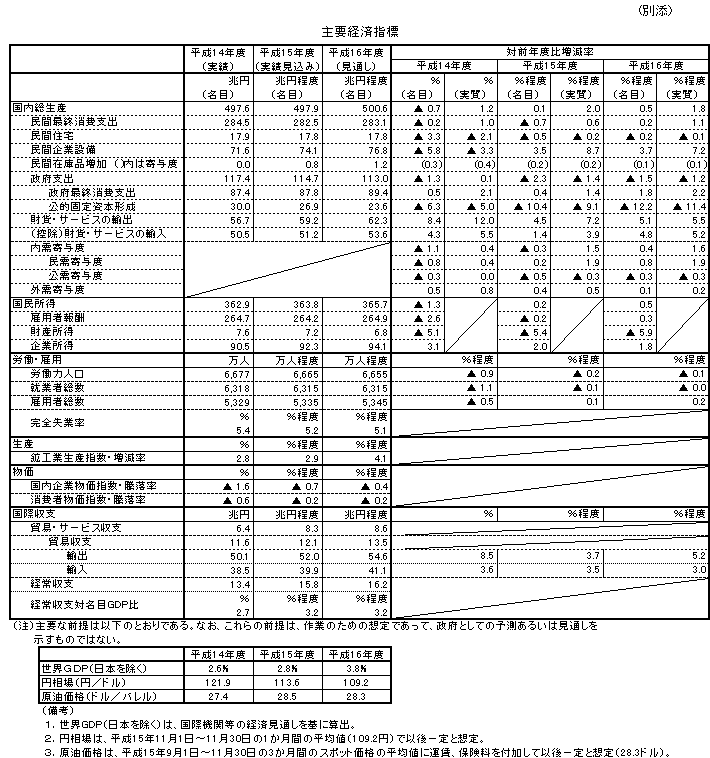 (別添)
主要経済指標
平成14年度 平成15年度 平成16年度 対前年度比増減率
(実績) (実績見込み) (見通し) 平成14年度 平成15年度 平成16年度
兆円 兆円程度 兆円程度 % % %程度 %程度 %程度 %程度
(名目) (名目) (名目) (名目) (実質) (名目) (実質) (名目) (実質)
国内総生産 497.6 497.9 500.6 ▲ 0.7 1.2 0.1 2.0 0.5 1.8
民間最終消費支出 284.5 282.5 283.1 ▲ 0.2 1.0 ▲ 0.7 0.6 0.2 1.1
民間住宅 17.9 17.8 17.8 ▲ 3.3 ▲ 2.1 ▲ 0.5 ▲ 0.2 ▲ 0.2 ▲ 0.1
民間企業設備 71.6 74.1 76.8 ▲ 5.8 ▲ 3.3 3.5 8.7 3.7 7.2
民間在庫品増加 ()内は寄与度 0.0 0.8 1.2 (0.3) (0.4) (0.2) (0.2) (0.1) (0.1)
政府支出 117.4 114.7 113.0 ▲ 1.3 0.1 ▲ 2.3 ▲ 1.4 ▲ 1.5 ▲ 1.2
政府最終消費支出 87.4 87.8 89.4 0.5 2.1 0.4 1.4 1.8 2.2
公的固定資本形成 30.0 26.9 23.6 ▲ 6.3 ▲ 5.0 ▲ 10.4 ▲ 9.1 ▲ 12.2 ▲ 11.4
財貨・サービスの輸出 56.7 59.2 62.3 8.4 12.0 4.5 7.2 5.1 5.5
(控除)財貨・サービスの輸入 50.5 51.2 53.6 4.3 5.5 1.4 3.9 4.8 5.2
内需寄与度 ▲ 1.1 0.4 ▲ 0.3 1.5 0.4 1.6
民需寄与度 ▲ 0.8 0.4 0.2 1.9 0.8 1.9
公需寄与度 ▲ 0.3 0.0 ▲ 0.5 ▲ 0.3 ▲ 0.3 ▲ 0.3
外需寄与度 0.5 0.8 0.4 0.5 0.1 0.2
国民所得 362.9 363.8 365.7 ▲ 1.3 0.2 0.5
雇用者報酬 264.7 264.2 264.9 ▲ 2.6 ▲ 0.2 0.3
財産所得 7.6 7.2 6.8 ▲ 5.1 ▲ 5.4 ▲ 5.9
企業所得 90.5 92.3 94.1 3.1 2.0 1.8
労働・雇用 万人 万人程度 万人程度 %程度 %程度 %程度
労働力人口 6,677 6,665 6,655 ▲ 0.9 ▲ 0.2 ▲ 0.1
就業者総数 6,318 6,315 6,315 ▲ 1.1 ▲ 0.1 ▲ 0.0
雇用者総数 5,329 5,335 5,345 ▲ 0.5 0.1 0.2
% %程度 %程度
完全失業率 5.4 5.2 5.1
生産 % %程度 %程度
鉱工業生産指数・増減率 2.8 2.9 4.1
物価 % %程度 %程度
国内企業物価指数・騰落率 ▲ 1.6 ▲ 0.7 ▲ 0.4
消費者物価指数・騰落率 ▲ 0.6 ▲ 0.2 ▲ 0.2
国際収支 兆円 兆円程度 兆円程度 % %程度 %程度
貿易・サービス収支 6.4 8.3 8.6
貿易収支 11.6 12.1 13.5
輸出 50.1 52.0 54.6 8.5 3.7 5.2
輸入 38.5 39.9 41.1 3.6 3.5 3.0
経常収支 13.4 15.8 16.2
% %程度 %程度
経常収支対名目GDP比 2.7 3.2 3.2
(注)主要な前提は以下のとおりである。なお、これらの前提は、作業のための想定であって、政府としての予測あるいは見通しを
示すものではない。
平成14年度 平成15年度 平成16年度
世界GDP(日本を除く) 2.6% 2.8% 3.8%
円相場(円/ドル) 121.9 113.6 109.2
原油価格(ドル/バレル) 27.4 28.5 28.3
(備考)
1. 世界GDP(日本を除く)は、国際機関等の経済見通しを基に算出。
2. 円相場は、平成15年11月1日~11月30日の1か月間の平均値(109.2円)で以後一定と想定。
3. 原油価格は、平成15年9月1日~11月30日の3か月間のスポット価格の平均値に運賃、保険料を付加して以後一定と想定(28.3ドル)。